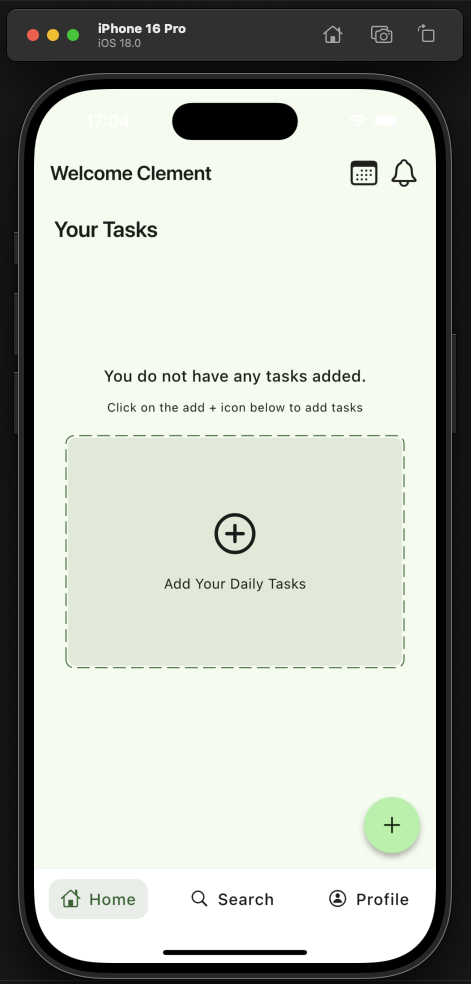 iPhone 16 Pro
iOS 18.0
17:04
Welcome Clement
Your Tasks
You do not have any tasks added.
Click on the add + icon below to add tasks
Add Your Daily Tasks
Home
Search
Profile